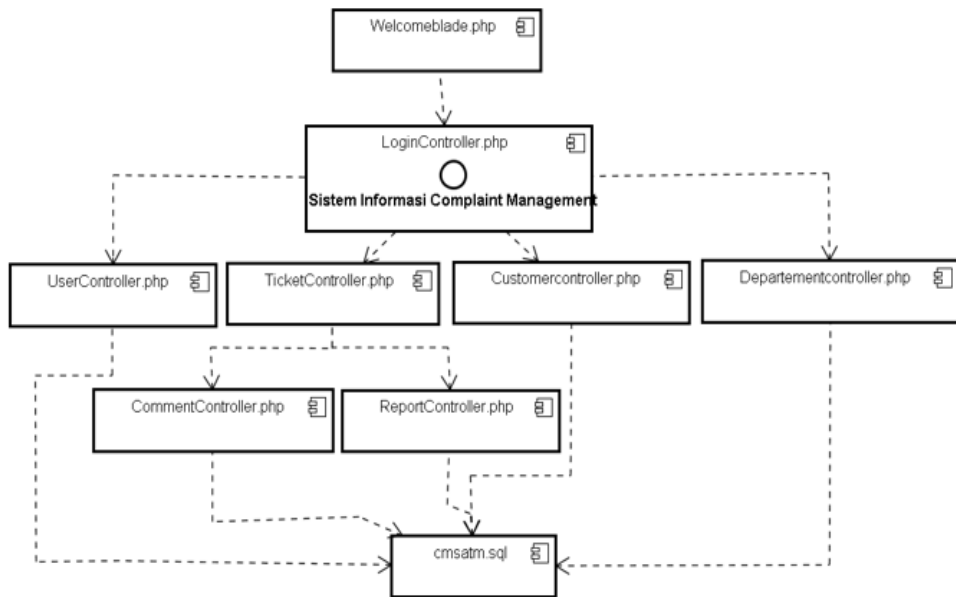 Welcomeblade.php
LoginController.php
Sistem Informasi Complaint Management
UserController.php
TicketController.php
Customercontroller.php
Departementcontroller.php
CommentController.php
ReportController.php
cmsatm.sql